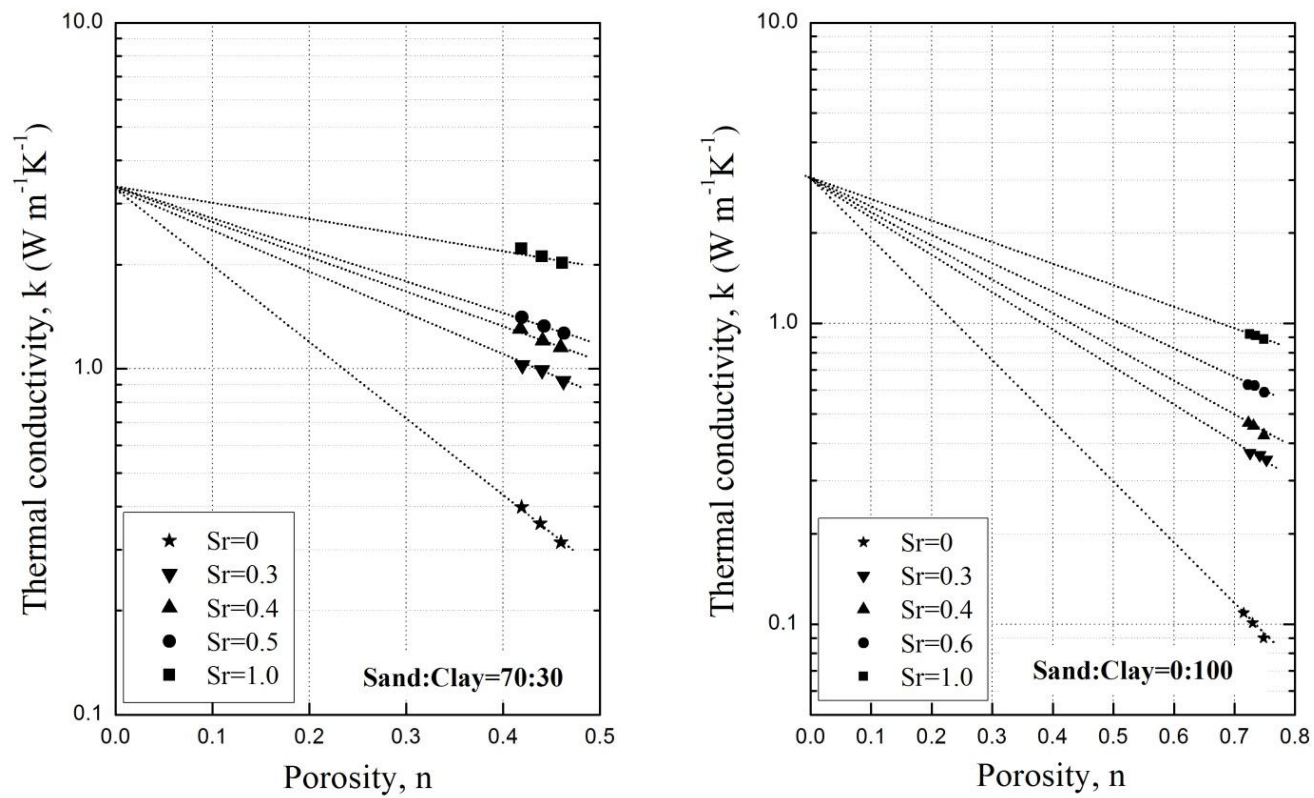 Thermal conductivity, k (W m⁻¹K⁻¹)
10.0
1.0
0.1
Sr=0
Sr=0.3
Sr=0.4
Sr=0.5
Sr=1.0
Sand:Clay=70:30
0.0 0.1 0.2 0.3 0.4 0.5
Porosity, n
Thermal conductivity, k (W m⁻¹K⁻¹)
10.0
1.0
0.1
Sr=0
Sr=0.3
Sr=0.4
Sr=0.6
Sr=1.0
Sand:Clay=0:100
0.0 0.1 0.2 0.3 0.4 0.5 0.6 0.7 0.8
Porosity, n